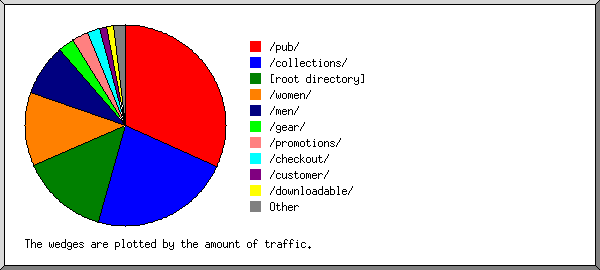 /pub/
/collections/
[root directory]
/women/
/men/
/gear/
/promotions/
/checkout/
/customer/
/downloadable/
Other
The wedges are plotted by the amount of traffic.